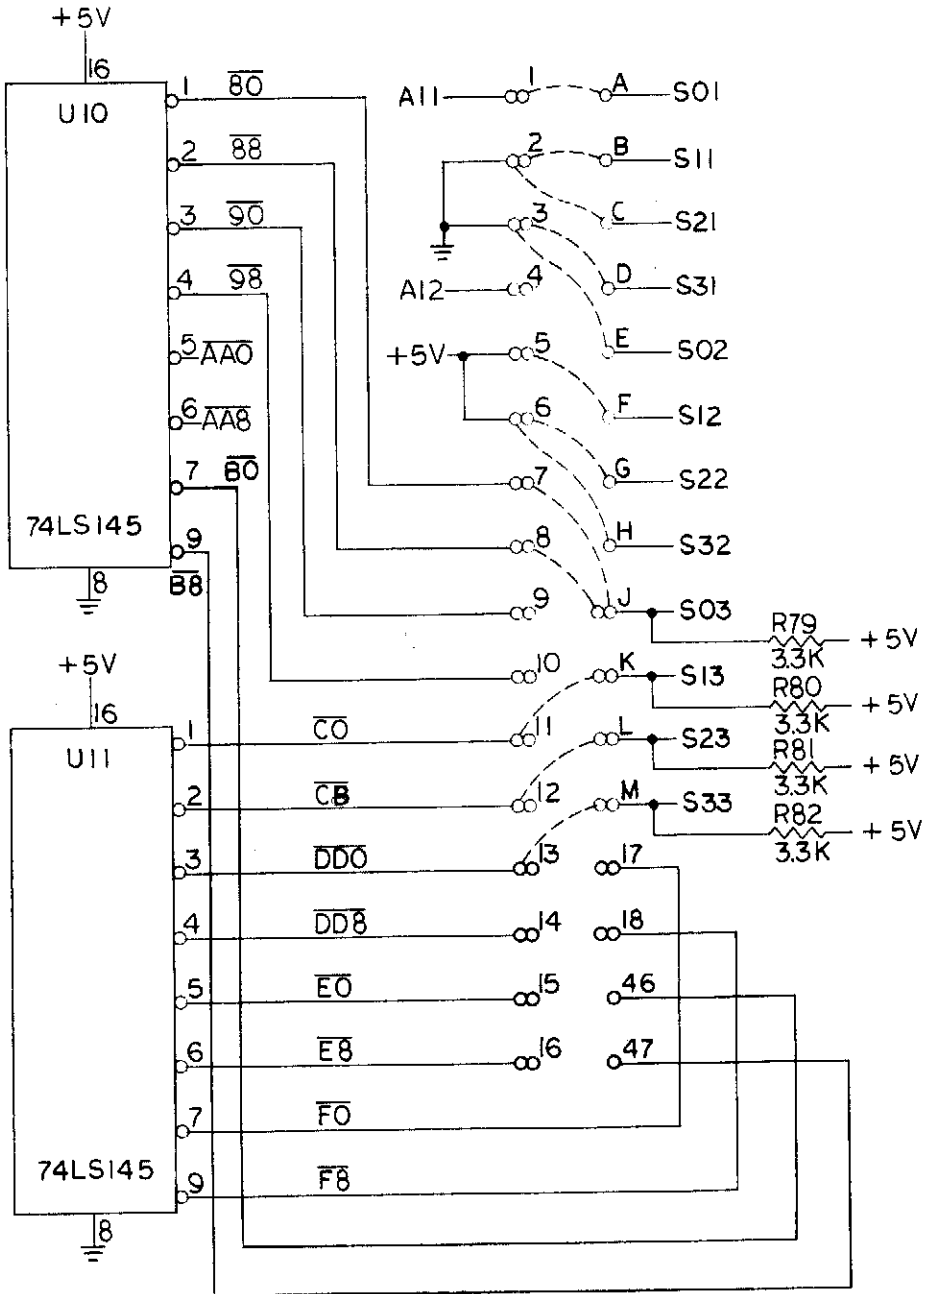 +5V
16
U10
1 80
A11 1 A S01
2 88
2 B S11
3 90
C S21
3
4 98
A12 4 D S31
5 AA0
+5V 5 E S02
6 AA8
6 F S12
7 B0
7 G S22
74LS145
9
B8
8 H S32
8
9 J S03
R79
3.3K
+5V
+5V
16
10 K S13
R80
3.3K
+5V
U11
1 C0
11 L S23
R81
3.3K
+5V
2 C8
12 M S33
R82
3.3K
+5V
3 DD0 13 17
4 DD8 14 18
5 E0 15 46
6 E8 16 47
7 F0
74LS145
9 F8
8